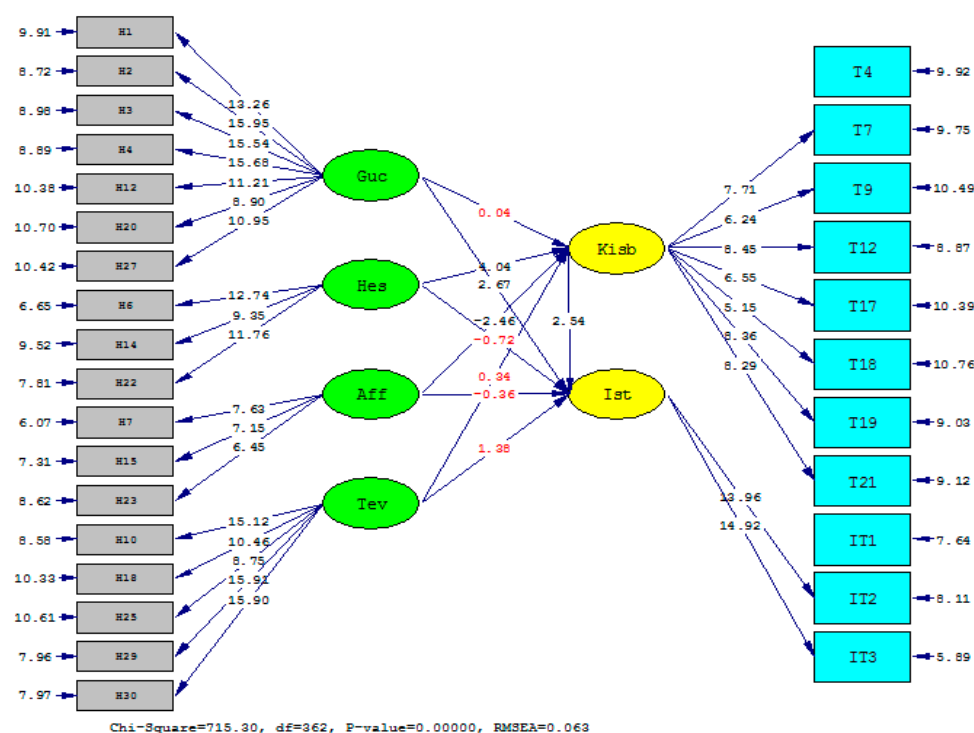 9.91 H1
8.72 H2
8.98 H3
8.89 H4
10.38 H12
10.70 H20
10.42 H27
6.65 H6
9.52 H14
7.81 H22
6.07 H7
7.31 H15
8.62 H23
8.58 H10
10.33 H18
10.61 H25
7.96 H29
7.97 H30
13.26
15.95
15.54
15.68
11.21
8.90
10.95
12.74
9.35
11.76
7.63
7.15
6.45
15.12
10.46
8.75
15.91
15.90
Guc
Hes
Aff
Tev
0.04
4.04
2.67
-2.46
-0.72
0.34
-0.36
1.38
2.54
Kisb
Ist
7.71
6.24
8.45
6.55
5.15
8.36
8.29
13.96
14.92
T4 9.92
T7 9.75
T9 10.49
T12 8.87
T17 10.39
T18 10.76
T19 9.03
T21 9.12
IT1 7.64
IT2 8.11
IT3 5.89
Chi-Square=715.30, df=362, P-value=0.00000, RMSEA=0.063